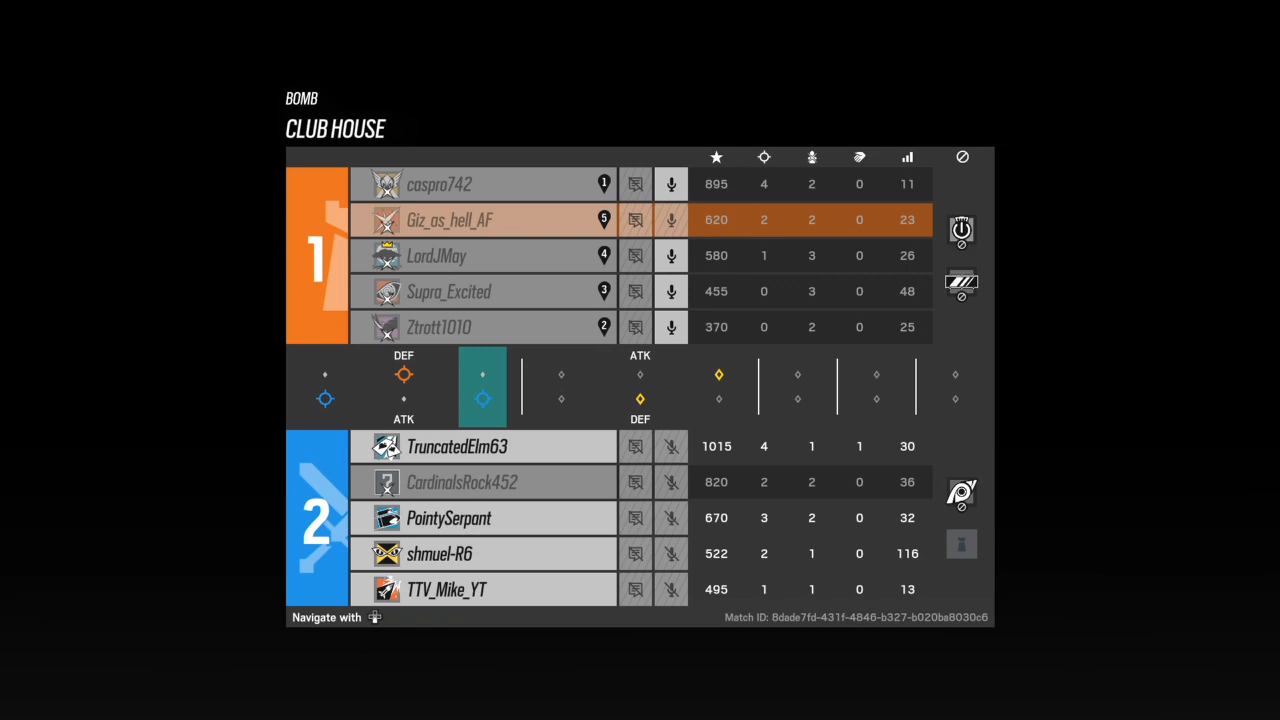 BOMB
CLUB HOUSE
1
caspro742 1 895 4 2 0 11
Giz_as_hell_AF 5 620 2 2 0 23
LordJMay 4 580 1 3 0 26
Supra_Excited 3 455 0 3 0 48
Ztrott1010 2 370 0 2 0 25
DEF ATK
ATK DEF
2
TruncatedElm63 1015 4 1 1 30
CardinalsRock452 820 2 2 0 36
PointySerpant 670 3 2 0 32
shmuel-R6 522 2 1 0 116
TTV_Mike_YT 495 1 1 0 13
Navigate with Match ID: 8dade7fd-431f-4846-b327-b020ba8030c6